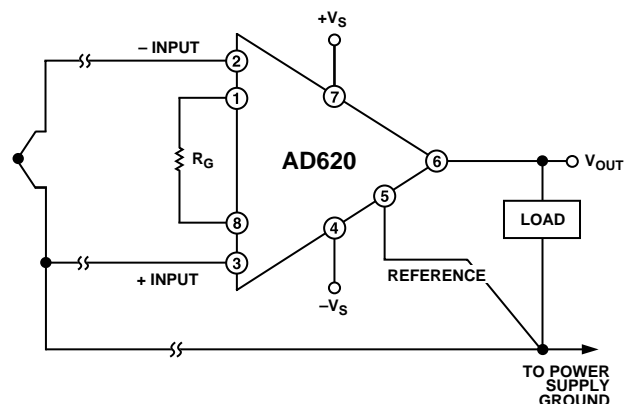 +VS
– INPUT
2
1
7
RG
AD620
6
VOUT
5
LOAD
8
4
3
REFERENCE
+ INPUT
–VS
TO POWER
SUPPLY
GROUND